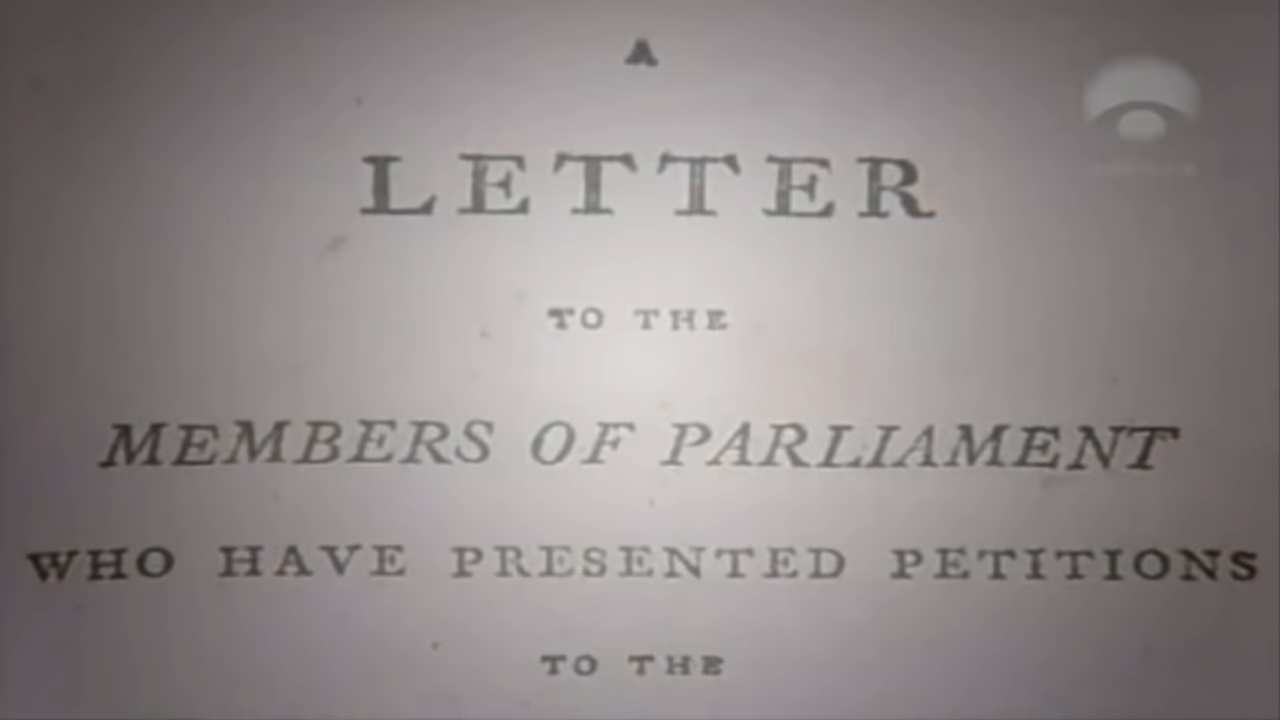 A
LETTER
TO THE
MEMBERS OF PARLIAMENT
WHO HAVE PRESENTED PETITIONS
TO THE